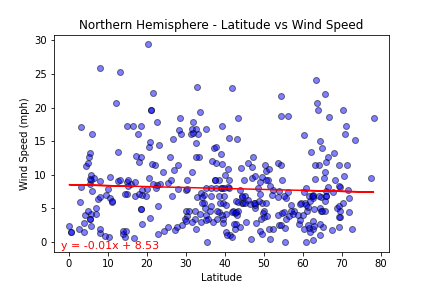 Northern Hemisphere - Latitude vs Wind Speed
30
25
20
15
10
5
0
Wind Speed (mph)
y = -0.01x + 8.53
0 10 20 30 40 50 60 70 80
Latitude